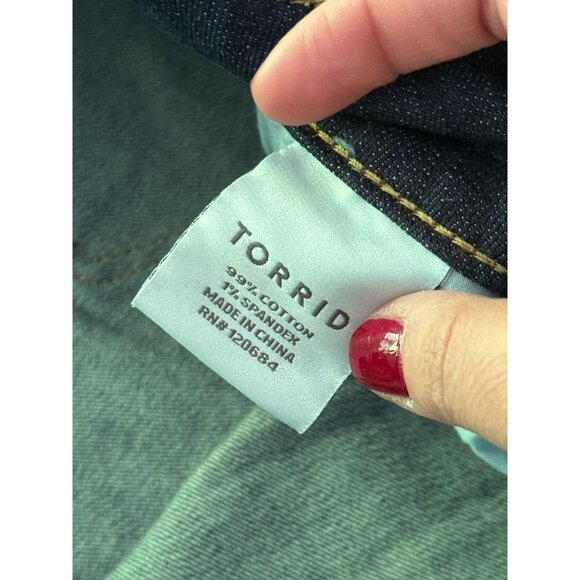 TORRID
99% COTTON
1% SPANDEX
MADE IN CHINA
RN# 120684